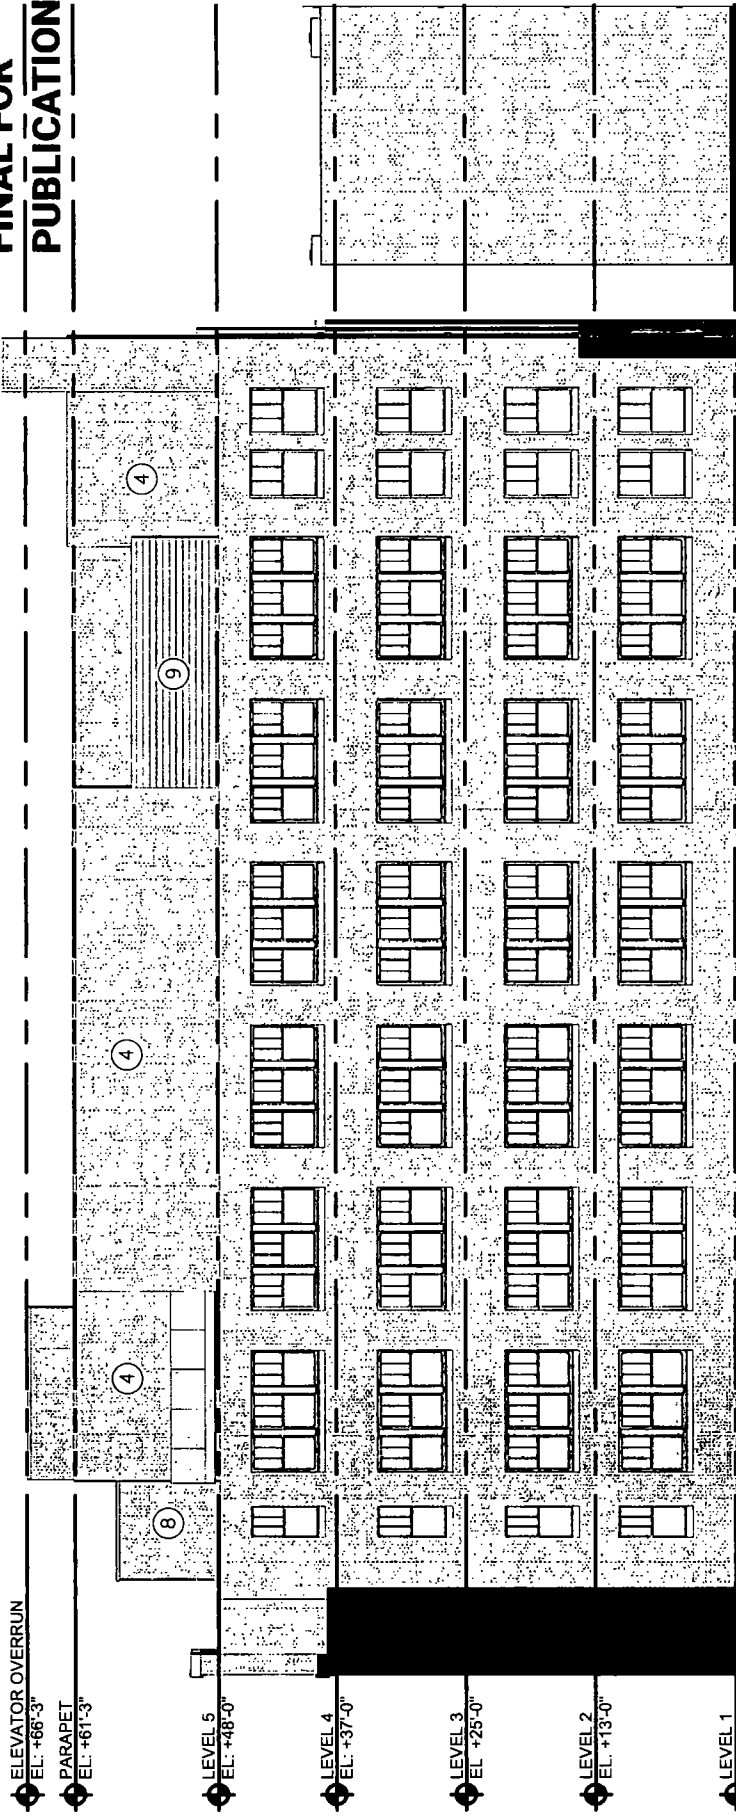 FINAL FOR
PUBLICATION
ELEVATOR OVERRUN
EL: +66'-3"
PARAPET
EL: +61'-3"
LEVEL 5
EL: +48'-0"
LEVEL 4
EL: +37'-0"
LEVEL 3
EL +25'-0"
LEVEL 2
EL: +13'-0"
LEVEL 1
8
4
4
9
4